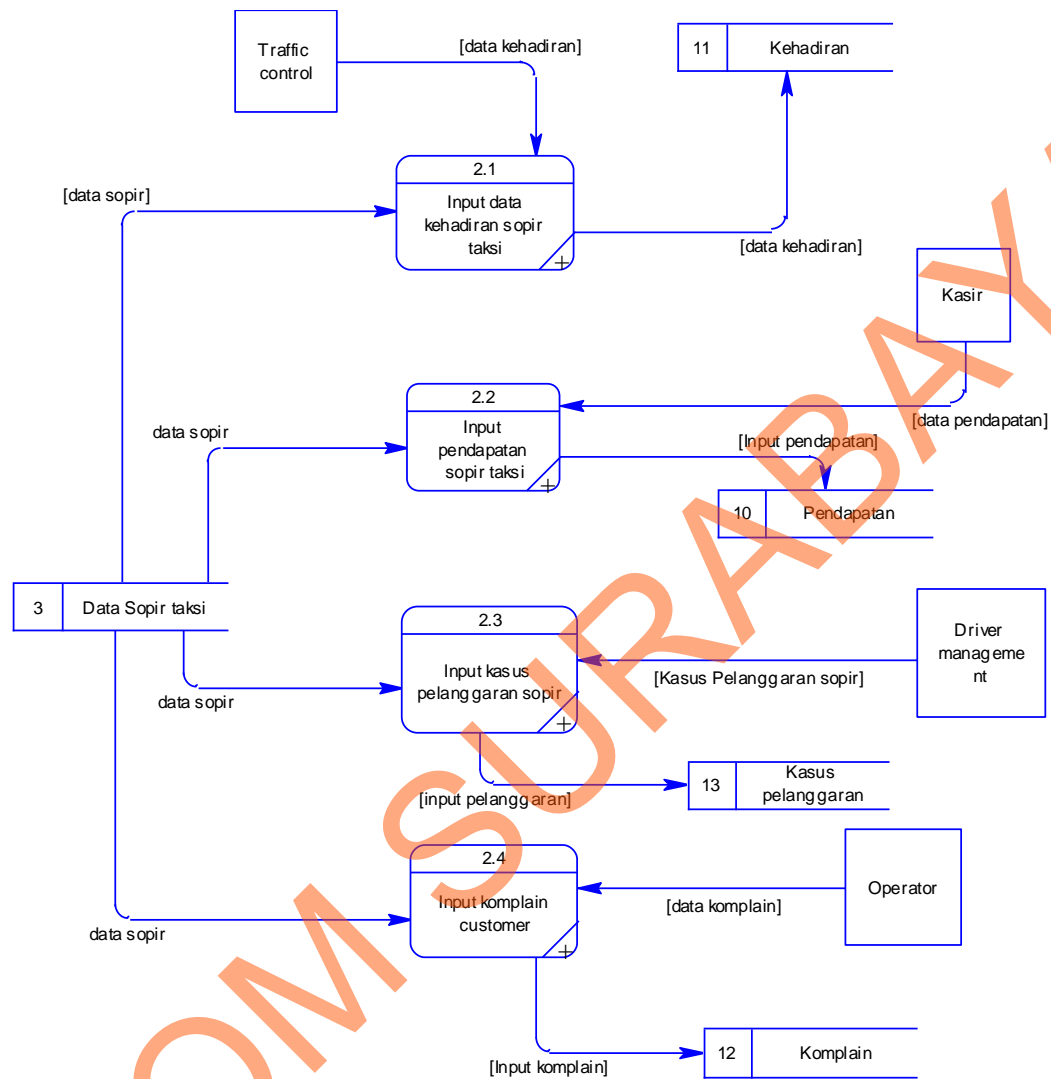 Traffic
control
[data kehadiran]
11
Kehadiran
2.1
Input data
kehadiran sopir
taksi
[data sopir]
[data kehadiran]
Kasir
2.2
Input
pendapatan
sopir taksi
data sopir
[data pendapatan]
[Input pendapatan]
10
Pendapatan
3
Data Sopir taksi
2.3
Input kasus
pelanggaran sopir
Driver
manageme
nt
[Kasus Pelanggaran sopir]
data sopir
13
Kasus
pelanggaran
[input pelanggaran]
2.4
Input komplain
customer
Operator
[data komplain]
data sopir
12
Komplain
[Input komplain]
OM SURABAY